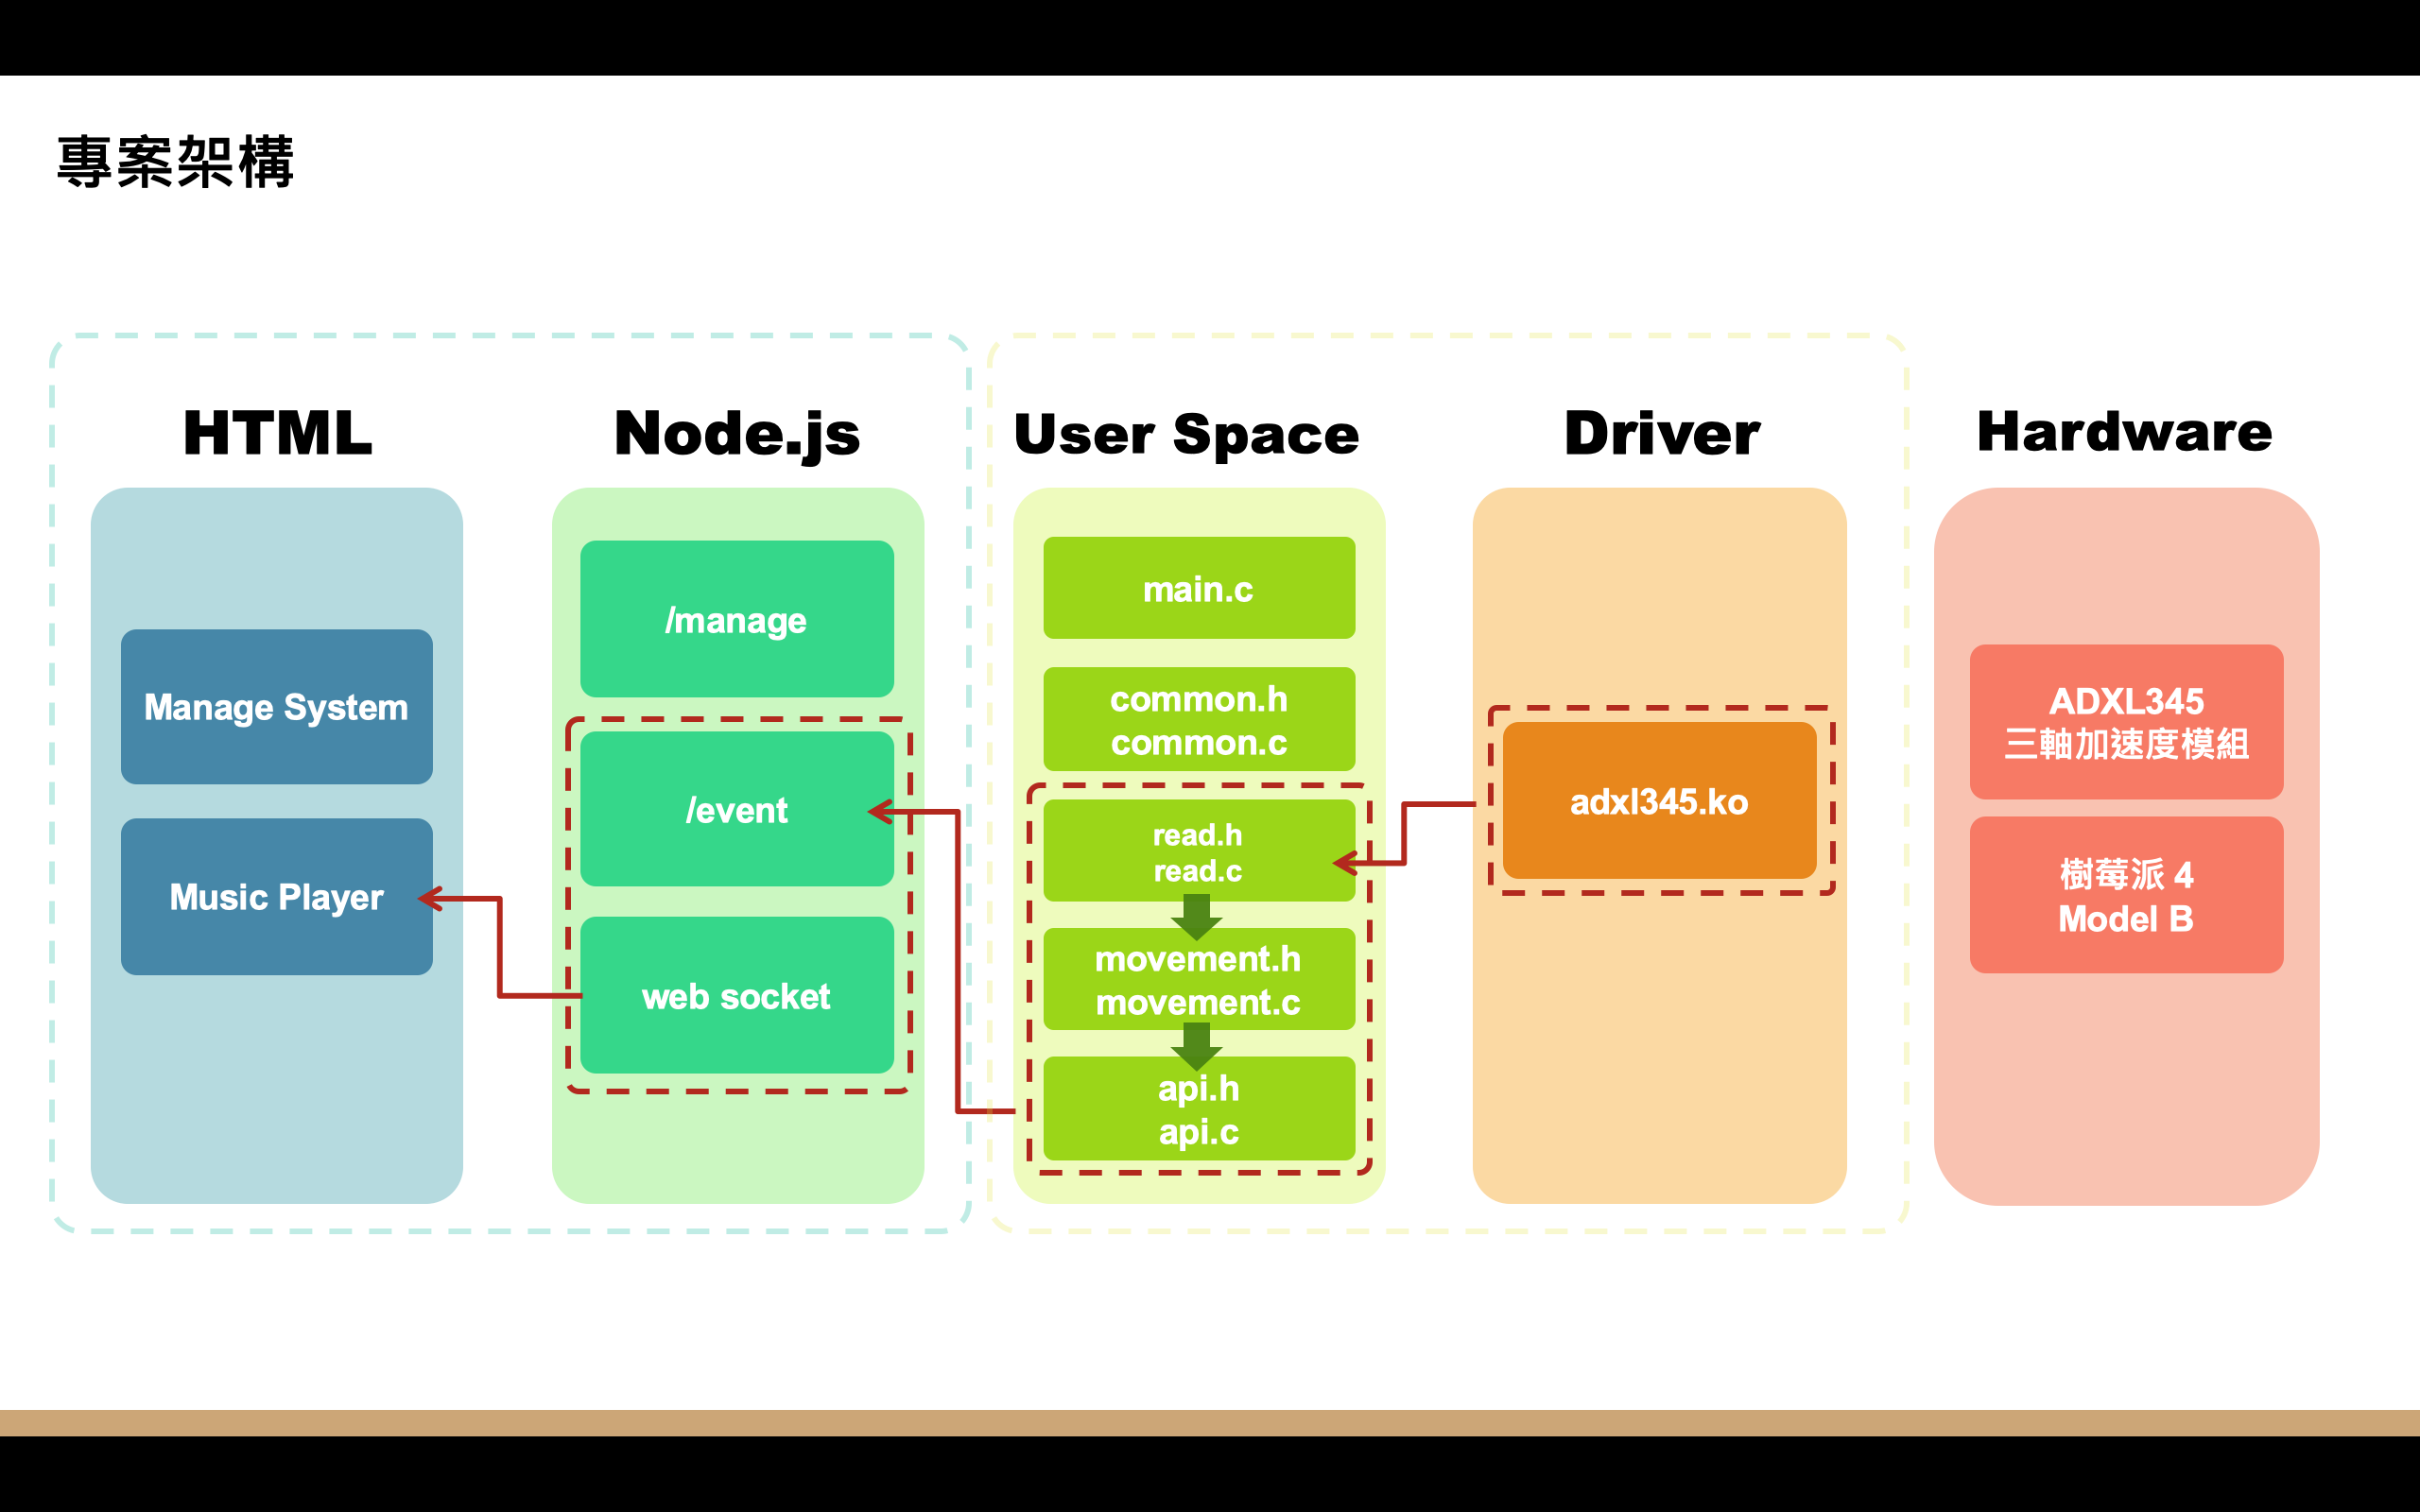 專案架構
HTML
Manage System
Music Player
Node.js
/manage
/event
web socket
User Space
main.c
common.h
common.c
read.h
read.c
movement.h
movement.c
api.h
api.c
Driver
adxl345.ko
Hardware
ADXL345
三軸加速度模組
樹莓派 4
Model B